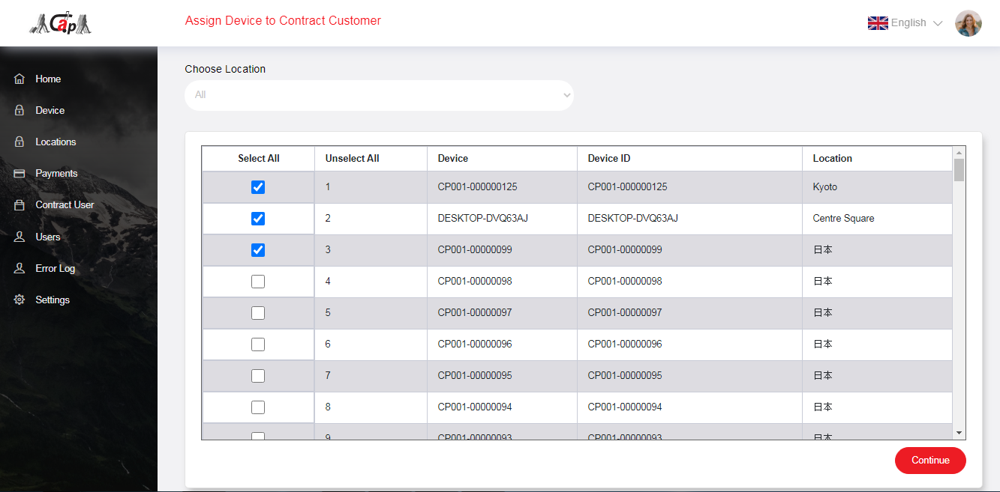 Cap
Assign Device to Contract Customer
English
Home
Device
Locations
Payments
Contract User
Users
Error Log
Settings
Choose Location
All
Select All Unselect All Device Device ID Location
1 CP001-000000125 CP001-000000125 Kyoto
2 DESKTOP-DVQ63AJ DESKTOP-DVQ63AJ Centre Square
3 CP001-00000099 CP001-00000099 日本
4 CP001-00000098 CP001-00000098 日本
5 CP001-00000097 CP001-00000097 日本
6 CP001-00000096 CP001-00000096 日本
7 CP001-00000095 CP001-00000095 日本
8 CP001-00000094 CP001-00000094 日本
9 CP001-00000093 CP001-00000093 日本
Continue